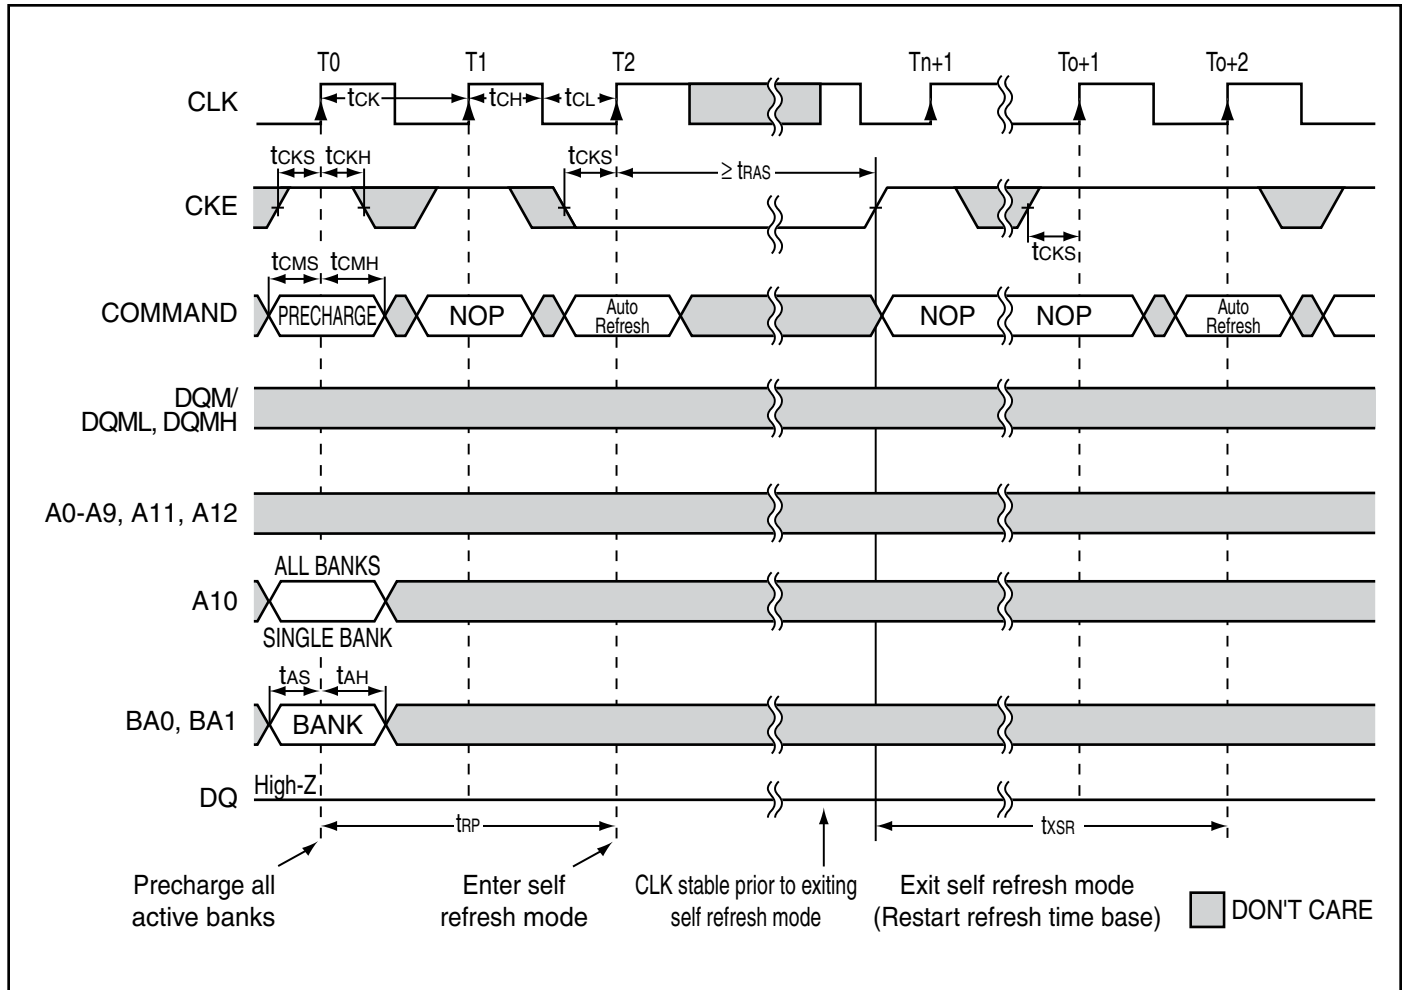 T0 T1 T2 Tn+1 To+1 To+2
CLK tCK tCH tCL
tCKS tCKH tCKS ≥ tRAS
CKE
tCKS
tCMS tCMH
COMMAND PRECHARGE NOP Auto Refresh NOP NOP Auto Refresh
DQM/
DQML, DQMH
A0-A9, A11, A12
ALL BANKS
A10
SINGLE BANK
tAS tAH
BA0, BA1 BANK
DQ High-Z
tRP tXSR
Precharge all
active banks
Enter self
refresh mode
CLK stable prior to exiting
self refresh mode
Exit self refresh mode
(Restart refresh time base)
DON'T CARE